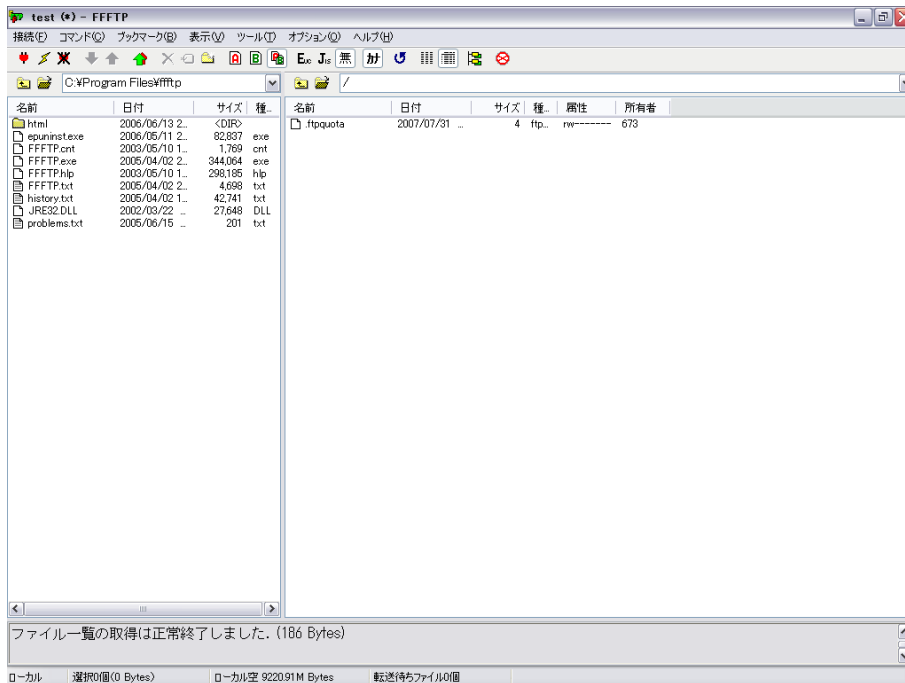 test (*) - FFFTP
接続(F) コマンド(C) ブックマーク(B) 表示(V) ツール(T) オプション(O) ヘルプ(H)
A B Exc Jis 無 カナ
C:¥Program Files¥ffftp /
名前 日付 サイズ 種... 名前 日付 サイズ 種... 属性 所有者
html 2006/06/13 2... <DIR>
.ftpquota 2007/07/31 ... 4 ftp... rw------- 673
epuninst.exe 2006/05/11 2... 82,837 exe
FFFTP.cnt 2003/05/10 1... 1,769 cnt
FFFTP.exe 2005/04/02 2... 344,064 exe
FFFTP.hlp 2003/05/10 1... 298,185 hlp
FFFTP.txt 2005/04/02 2... 4,698 txt
history.txt 2005/04/02 1... 42,741 txt
JRE32.DLL 2002/03/22 ... 27,648 DLL
problems.txt 2005/06/15 ... 201 txt
ファイル一覧の取得は正常終了しました. (186 Bytes)
ローカル 選択0個(0 Bytes) ローカル空 9220.91M Bytes 転送待ちファイル0個